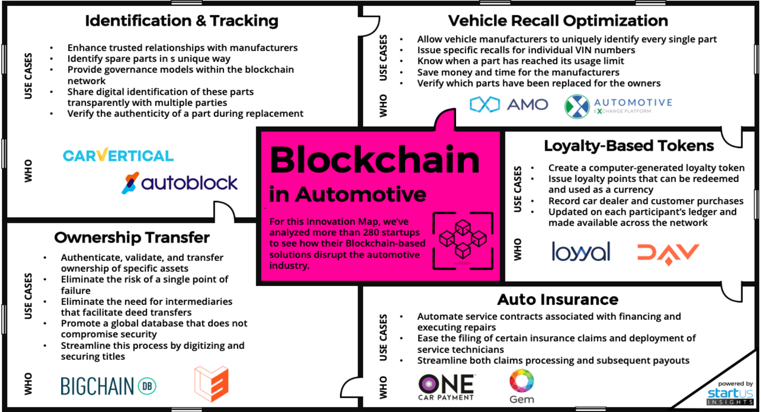 Identification & Tracking
USE CASES
• Enhance trusted relationships with manufacturers
• Identify spare parts in s unique way
• Provide governance models within the blockchain
network
• Share digital identification of these parts
transparently with multiple parties
• Verify the authenticity of a part during replacement
WHO
CARVERTICAL
autoblock
Vehicle Recall Optimization
USE CASES
• Allow vehicle manufacturers to uniquely identify every single part
• Issue specific recalls for individual VIN numbers
• Know when a part has reached its usage limit
• Save money and time for the manufacturers
• Verify which parts have been replaced for the owners
WHO
AMO
AUTOMOTIVE
EXCHANGE PLATFORM
Blockchain
in Automotive
For this Innovation Map, we've
analyzed more than 280 startups
to see how their Blockchain-based
solutions disrupt the automotive
industry.
Loyalty-Based Tokens
USE CASES
• Create a computer-generated loyalty token
• Issue loyalty points that can be redeemed
and used as a currency
• Record car dealer and customer purchases
• Updated on each participant's ledger and
made available across the network
WHO
loyyal
DAV
Ownership Transfer
USE CASES
• Authenticate, validate, and transfer
ownership of specific assets
• Eliminate the risk of a single point of
failure
• Eliminate the need for intermediaries
that facilitate deed transfers
• Promote a global database that does not
compromise security
• Streamline this process by digitizing and
securing titles
WHO
BIGCHAIN DB
Auto Insurance
USE CASES
• Automate service contracts associated with financing and
executing repairs
• Ease the filing of certain insurance claims and deployment of
service technicians
• Streamline both claims processing and subsequent payouts
WHO
ONE
CAR PAYMENT
Gem
powered by
startus
INSIGHTS